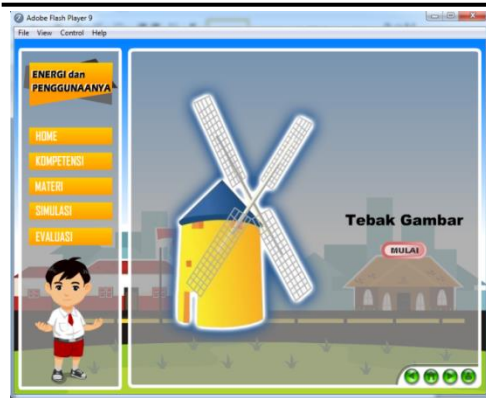 Adobe Flash Player 9
File View Control Help
ENERGI dan
PENGGUNAANYA
HOME
KOMPETENSI
MATERI
SIMULASI
EVALUASI
Tebak Gambar
MULAI